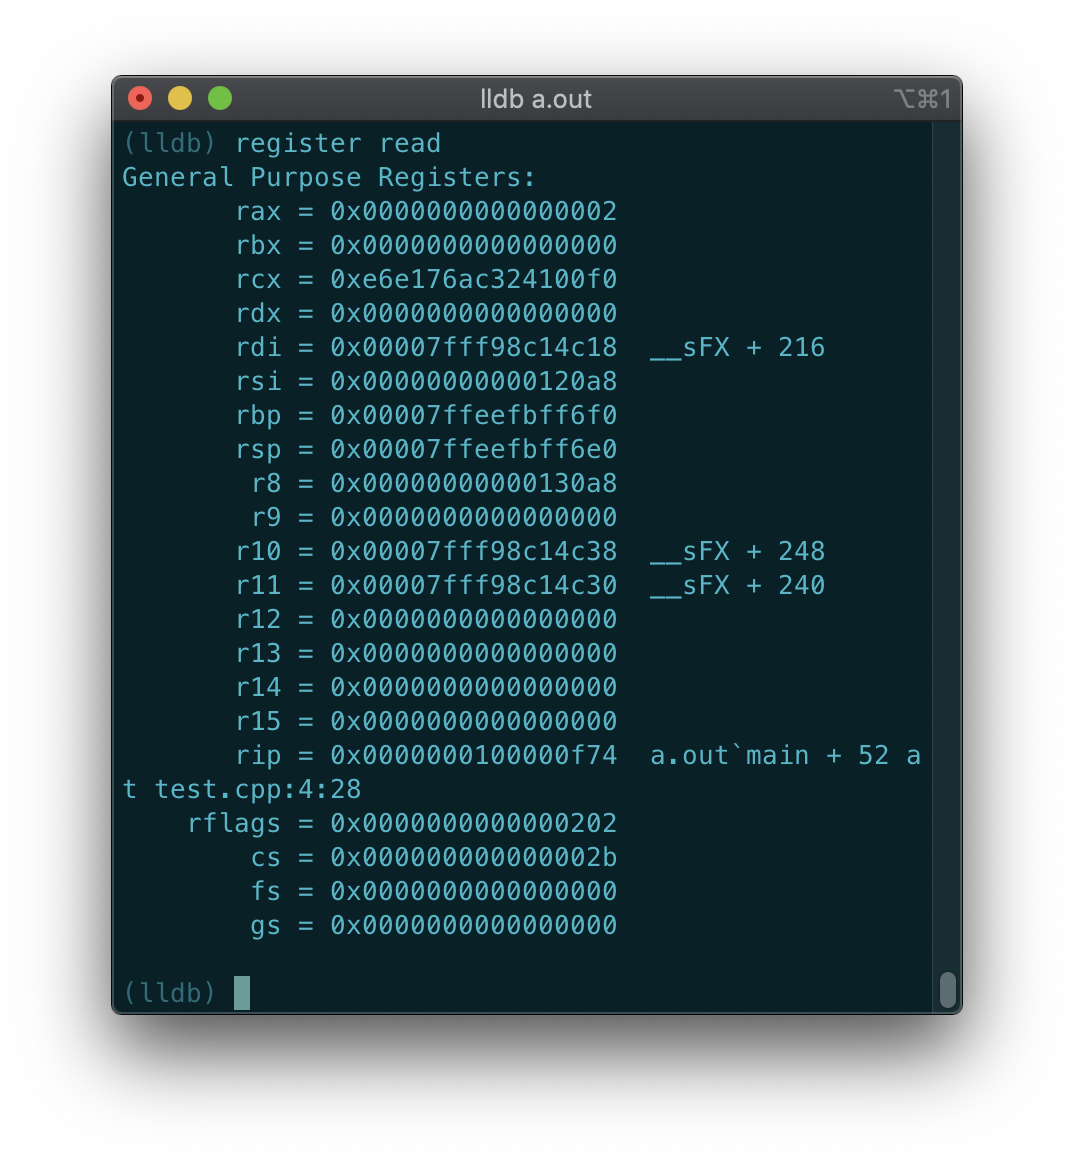 lldb a.out
⌥⌘1
(lldb) register read
General Purpose Registers:
rax = 0x0000000000000002
rbx = 0x0000000000000000
rcx = 0xe6e176ac324100f0
rdx = 0x0000000000000000
rdi = 0x00007fff98c14c18  __sFX + 216
rsi = 0x00000000000120a8
rbp = 0x00007ffeefbff6f0
rsp = 0x00007ffeefbff6e0
r8 = 0x00000000000130a8
r9 = 0x0000000000000000
r10 = 0x00007fff98c14c38  __sFX + 248
r11 = 0x00007fff98c14c30  __sFX + 240
r12 = 0x0000000000000000
r13 = 0x0000000000000000
r14 = 0x0000000000000000
r15 = 0x0000000000000000
rip = 0x0000000100000f74  a.out`main + 52 a
t test.cpp:4:28
rflags = 0x0000000000000202
cs = 0x000000000000002b
fs = 0x0000000000000000
gs = 0x0000000000000000
(lldb)